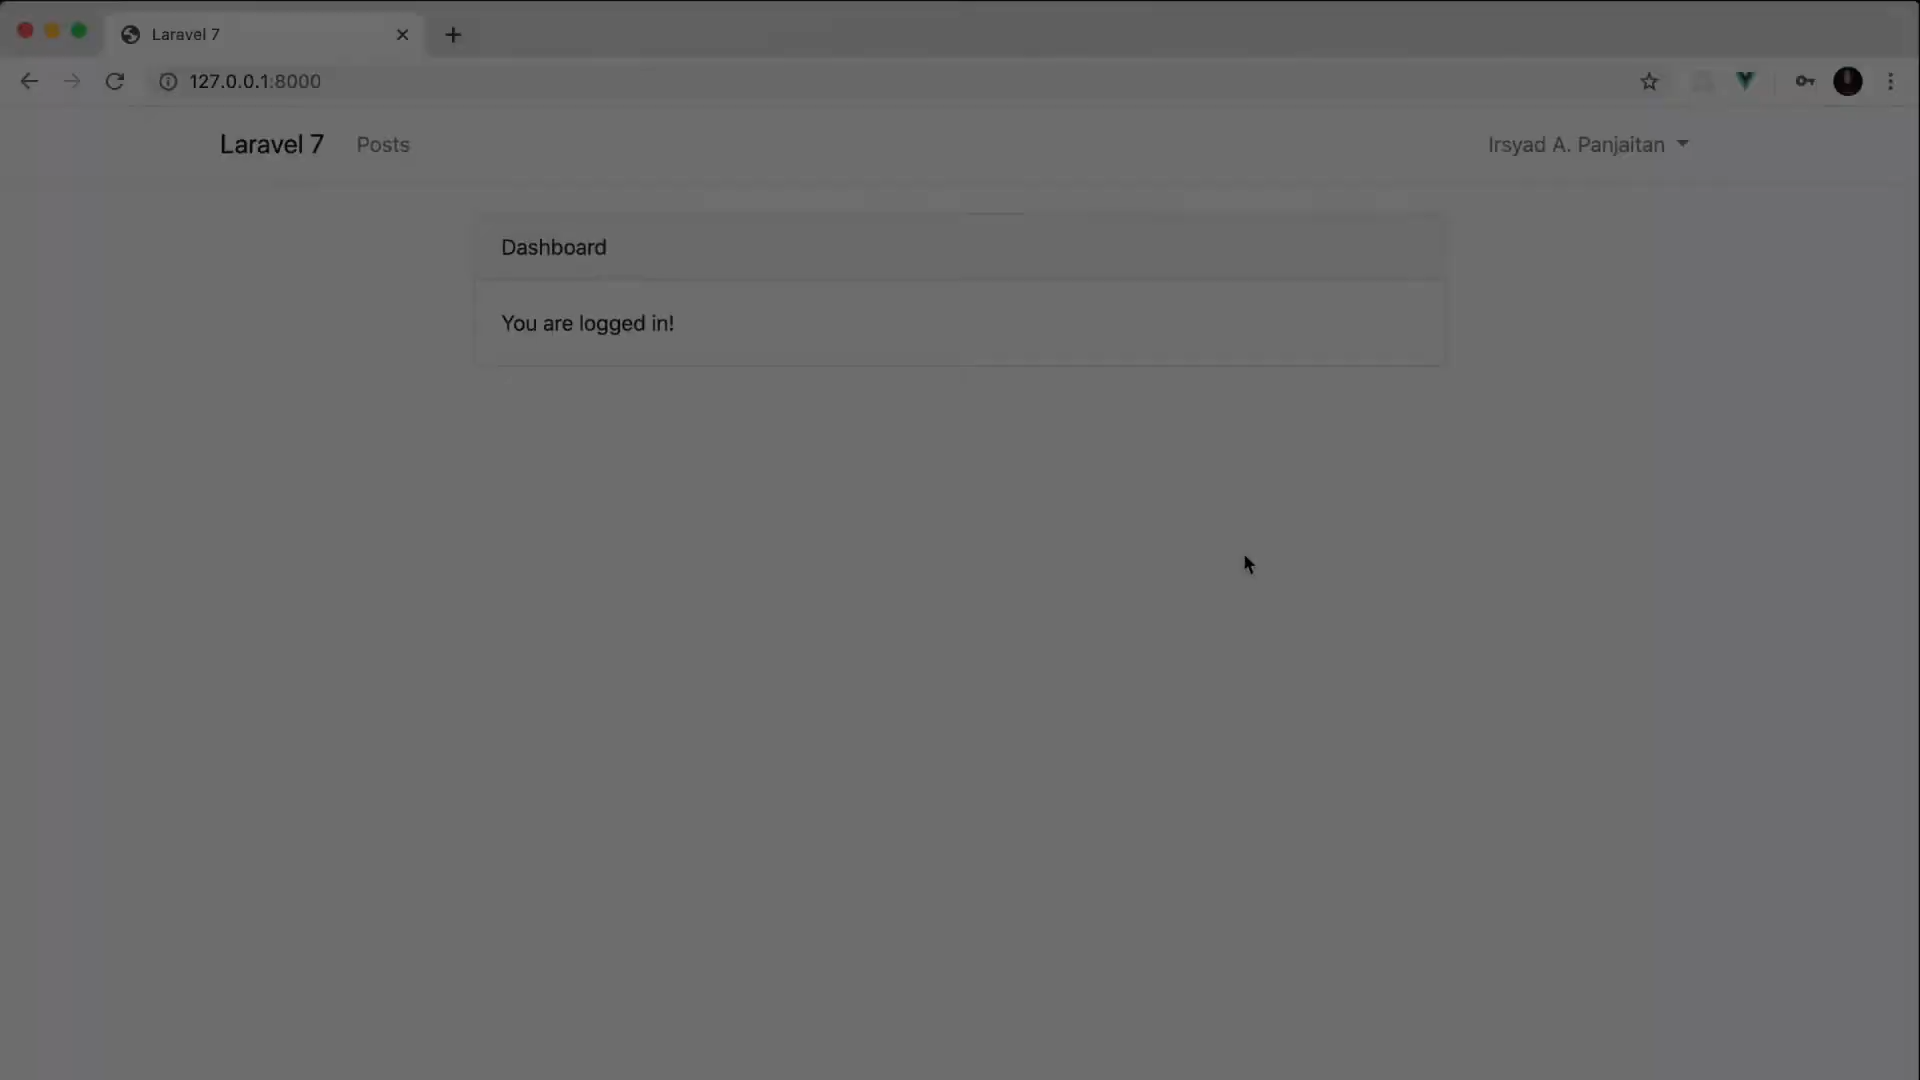 Laravel 7
127.0.0.1:8000
Laravel 7 Posts Irsyad A. Panjaitan
Dashboard
You are logged in!